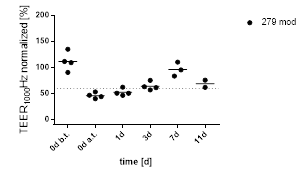 279 mod
TEER1000Hz normalized [%]
200
150
100
50
0
0d b.t.
0d a.t.
1d
3d
7d
11d
time [d]